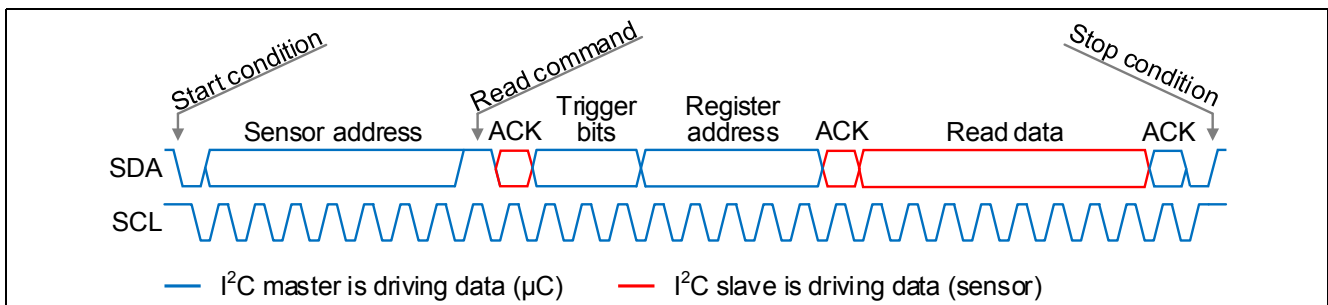 Start condition
Read command
Stop condition
Sensor address
ACK
Trigger
bits
Register
address
ACK
Read data
ACK
SDA
SCL
I²C master is driving data (µC)
I²C slave is driving data (sensor)